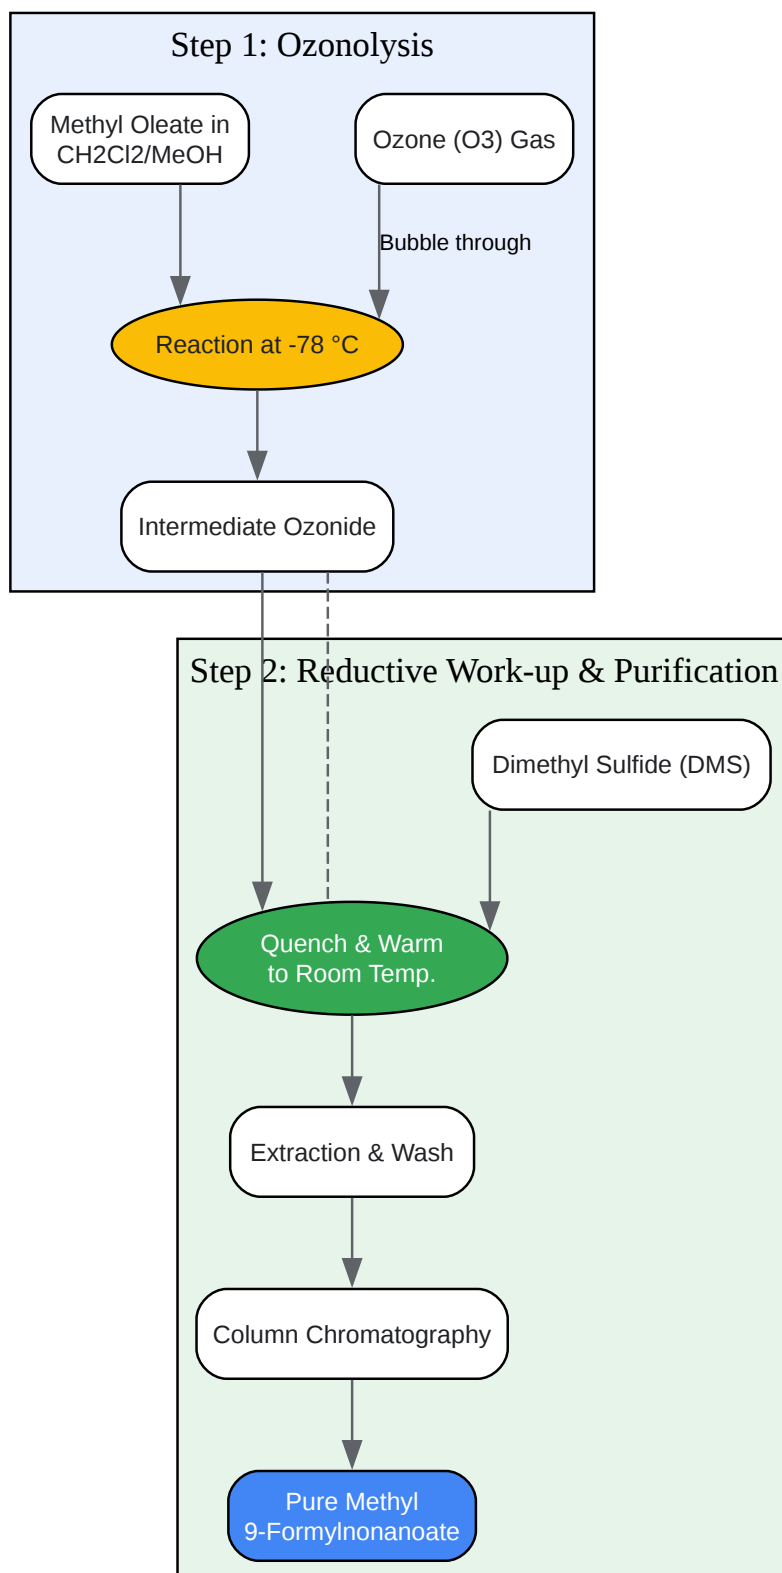 Step 1: Ozonolysis
Methyl Oleate in
CH2Cl2/MeOH
Ozone (O3) Gas
Bubble through
Reaction at -78 °C
Intermediate Ozonide
Step 2: Reductive Work-up & Purification
Dimethyl Sulfide (DMS)
Quench & Warm
to Room Temp.
Extraction & Wash
Column Chromatography
Pure Methyl
9-Formylnonanoate